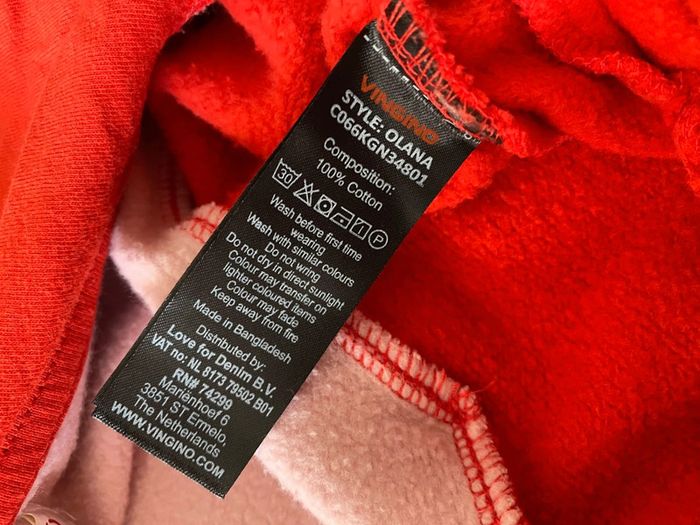 VINGINO
STYLE: OLANA
C066KGN34801
Composition:
100% Cotton
30 P
Wash before first time
wearing
Wash with similar colours
Do not wring
Do not dry in direct sunlight
Colour may transfer on
lighter coloured items
Colour may fade
Keep away from fire
Made in Bangladesh
Distributed by:
Love for Denim B.V.
VAT no: NL 8173 79502 B01
RN# 74299
Mariënhoef 6
3851 ST Ermelo,
The Netherlands
WWW.VINGINO.COM